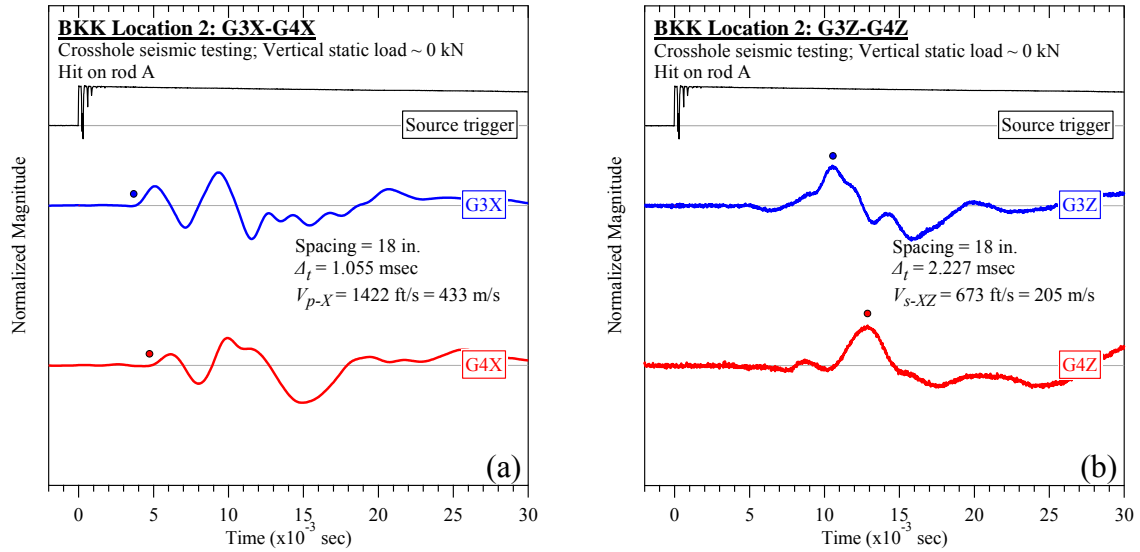 BKK Location 2: G3X-G4X
Crosshole seismic testing; Vertical static load ~ 0 kN
Hit on rod A
Source trigger
G3X
Spacing = 18 in.
Δt = 1.055 msec
Vp-X = 1422 ft/s = 433 m/s
G4X
Normalized Magnitude
(a)
0 5 10 15 20 25 30
Time (x10⁻³ sec)
BKK Location 2: G3Z-G4Z
Crosshole seismic testing; Vertical static load ~ 0 kN
Hit on rod A
Source trigger
G3Z
Spacing = 18 in.
Δt = 2.227 msec
Vs-XZ = 673 ft/s = 205 m/s
G4Z
Normalized Magnitude
(b)
0 5 10 15 20 25 30
Time (x10⁻³ sec)